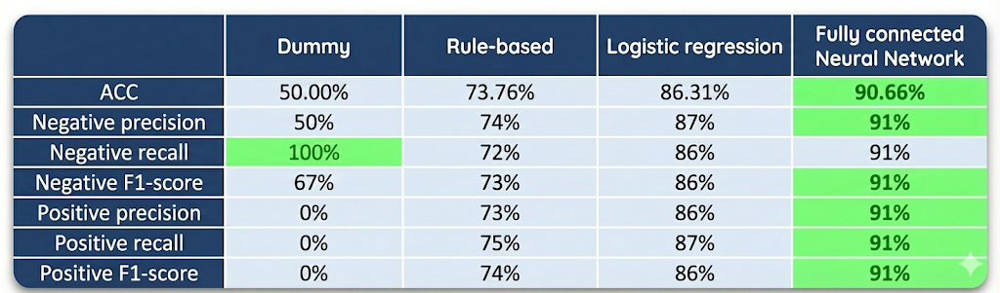 Dummy Rule-based Logistic regression Fully connected
Neural Network
ACC 50.00% 73.76% 86.31% 90.66%
Negative precision 50% 74% 87% 91%
Negative recall 100% 72% 86% 91%
Negative F1-score 67% 73% 86% 91%
Positive precision 0% 73% 86% 91%
Positive recall 0% 75% 87% 91%
Positive F1-score 0% 74% 86% 91%